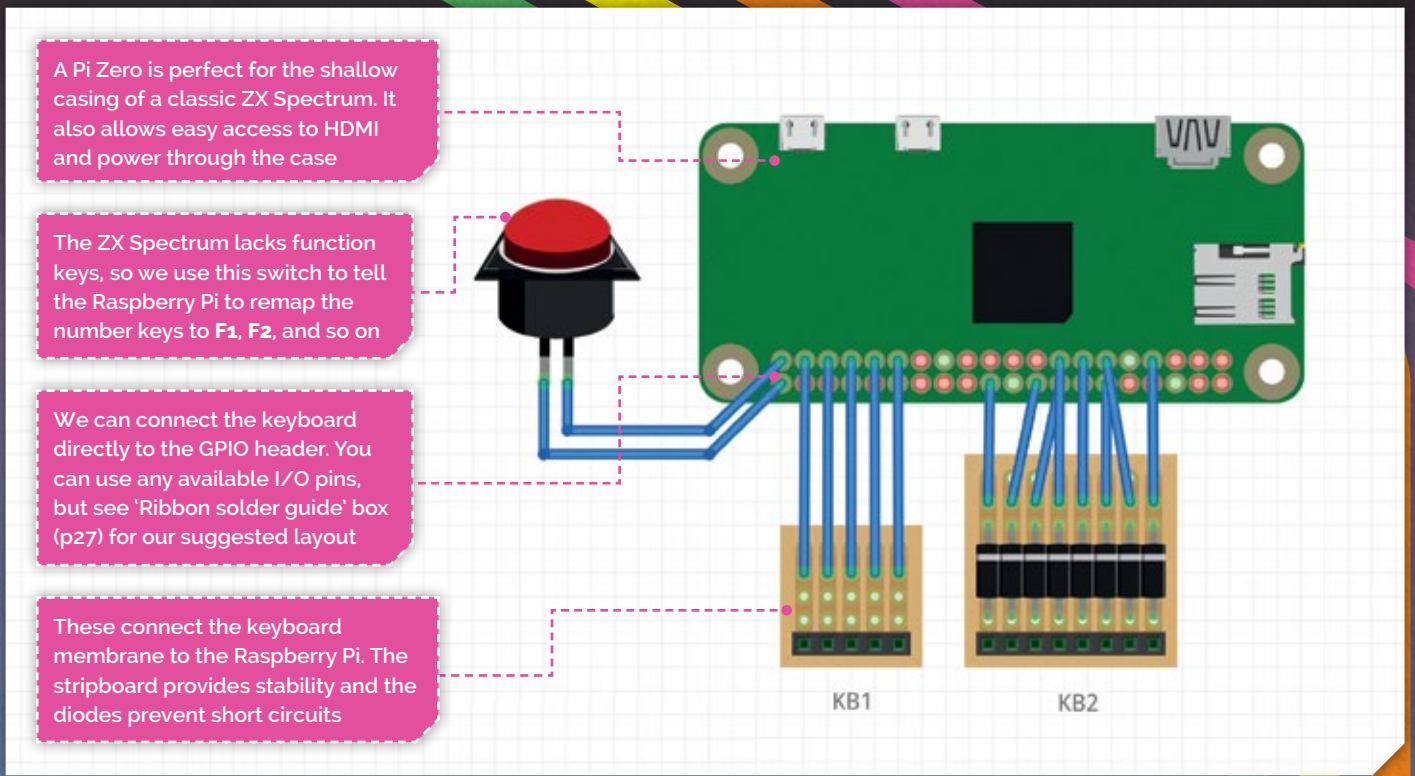 A Pi Zero is perfect for the shallow
casing of a classic ZX Spectrum. It
also allows easy access to HDMI
and power through the case
The ZX Spectrum lacks function
keys, so we use this switch to tell
the Raspberry Pi to remap the
number keys to F1, F2, and so on
We can connect the keyboard
directly to the GPIO header. You
can use any available I/O pins,
but see ‘Ribbon solder guide’ box
(p27) for our suggested layout
These connect the keyboard
membrane to the Raspberry Pi. The
stripboard provides stability and the
diodes prevent short circuits
KB1
KB2